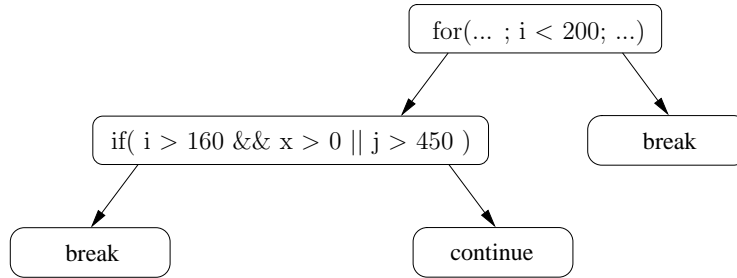 for(... ; i < 200; ...)
if( i > 160 && x > 0 || j > 450 )
break
break
continue